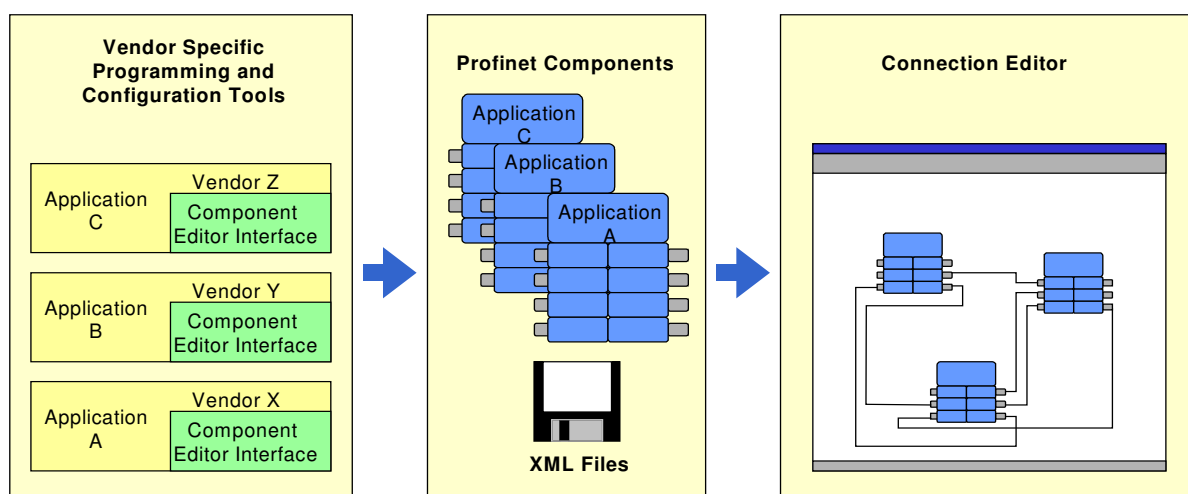 Vendor Specific
Programming and
Configuration Tools
Application
C
Vendor Z
Component
Editor Interface
Application
B
Vendor Y
Component
Editor Interface
Application
A
Vendor X
Component
Editor Interface
Profinet Components
Application
C
Application
B
Application
A
XML Files
Connection Editor